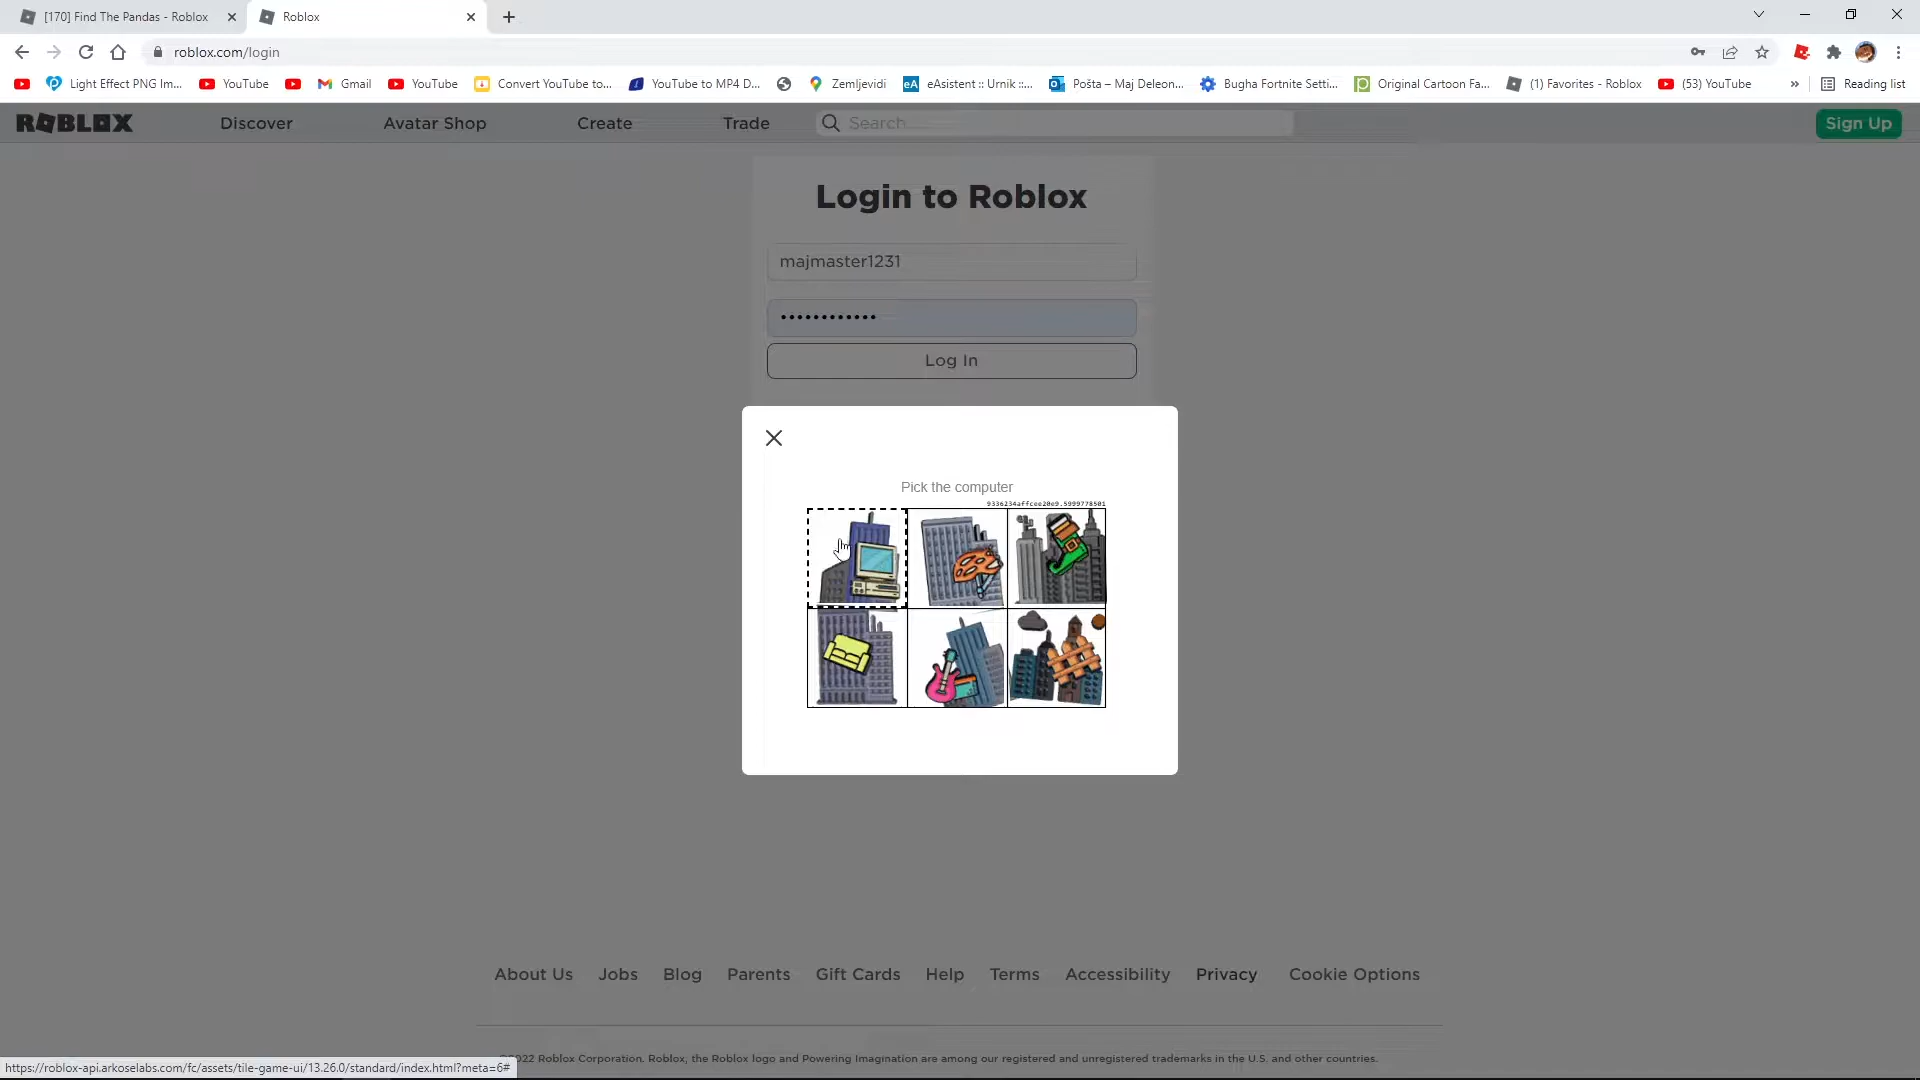 [170] Find The Pandas - Roblox
Roblox
roblox.com/login
Light Effect PNG Im...
YouTube
Gmail
YouTube
Convert YouTube to...
YouTube to MP4 D...
Zemljevidi
eA eAsistent :: Urnik ::...
Pošta – Maj Deleon...
Bugha Fortnite Setti...
Original Cartoon Fa...
(1) Favorites - Roblox
(53) YouTube
»
Reading list
ROBLOX
Discover
Avatar Shop
Create
Trade
Search
Sign Up
Login to Roblox
majmaster1231
••••••••••••
Log In
Pick the computer
9336234affcee20e9.5999778501
About Us
Jobs
Blog
Parents
Gift Cards
Help
Terms
Accessibility
Privacy
Cookie Options
©2022 Roblox Corporation. Roblox, the Roblox logo and Powering Imagination are among our registered and unregistered trademarks in the U.S. and other countries.
https://roblox-api.arkoselabs.com/fc/assets/tile-game-ui/13.26.0/standard/index.html?meta=6#